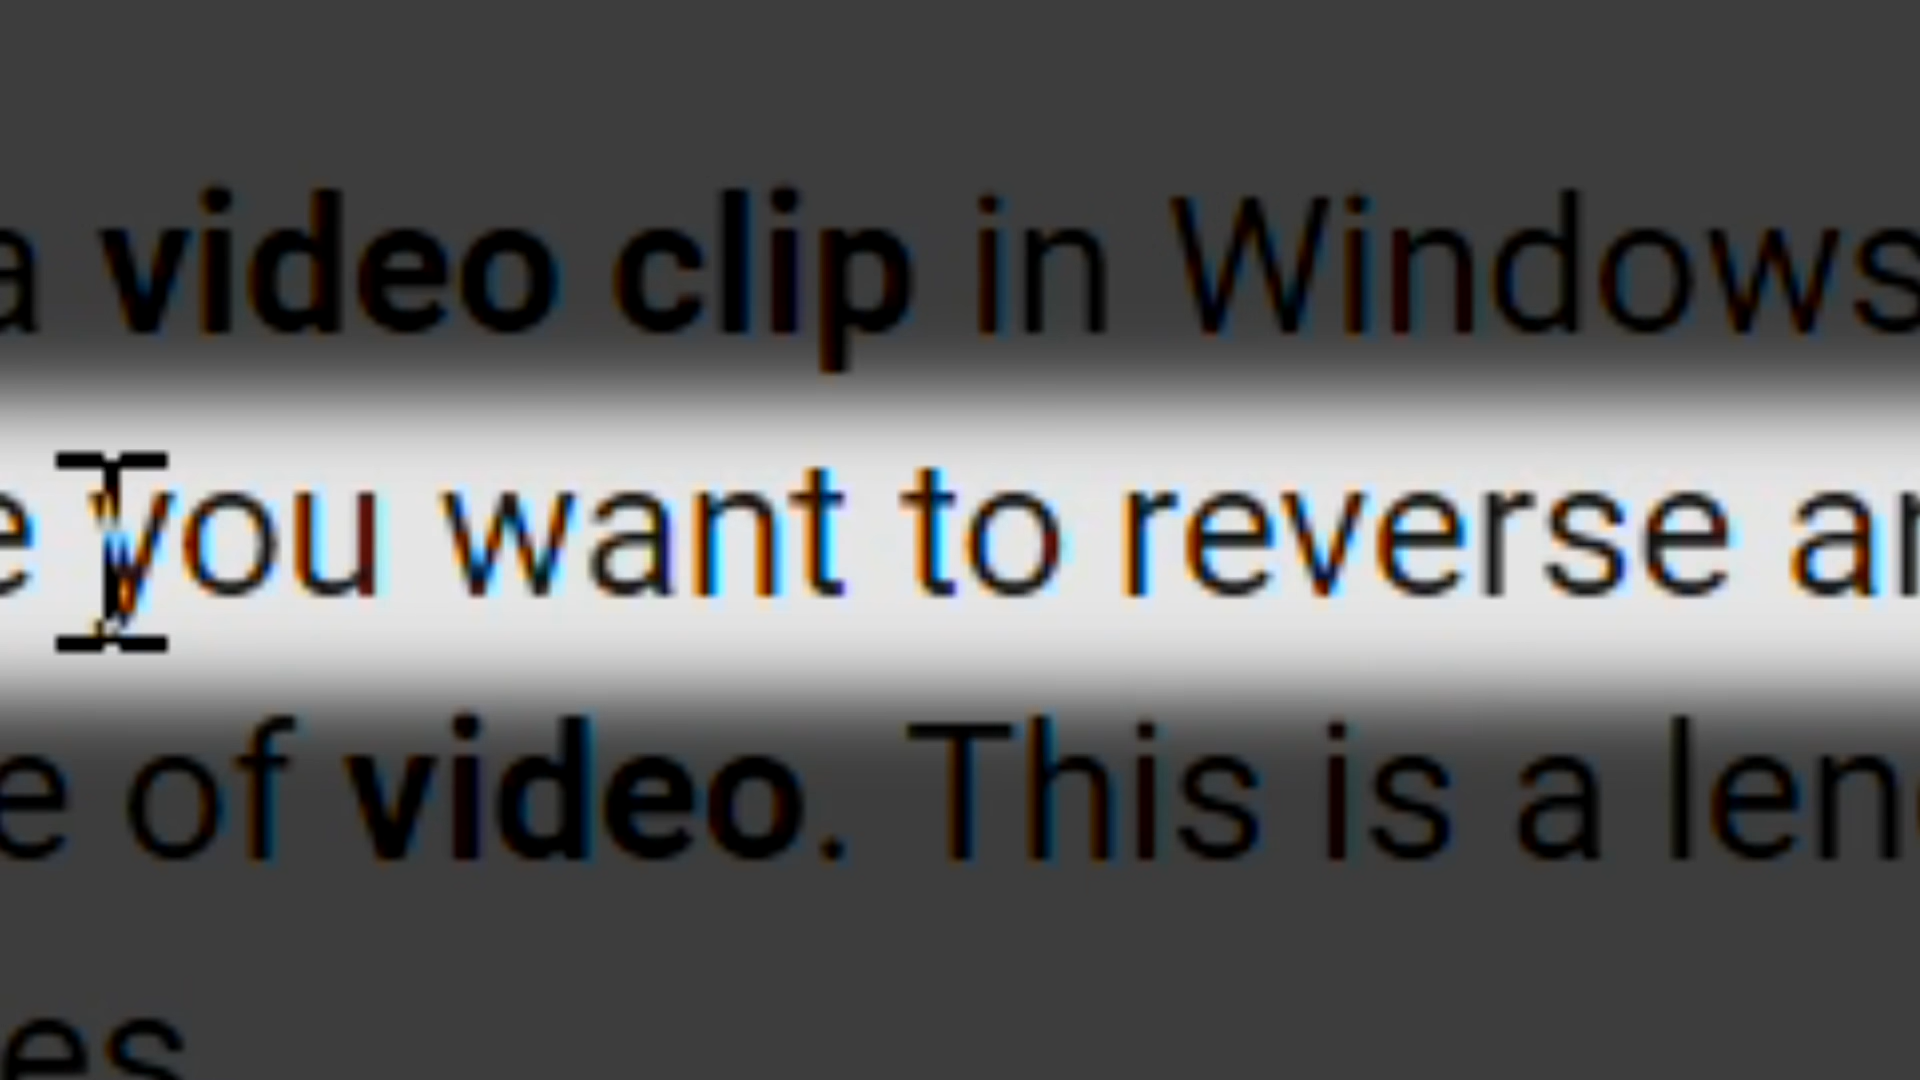 a video clip in Windows
e you want to reverse ar
e of video. This is a len
es